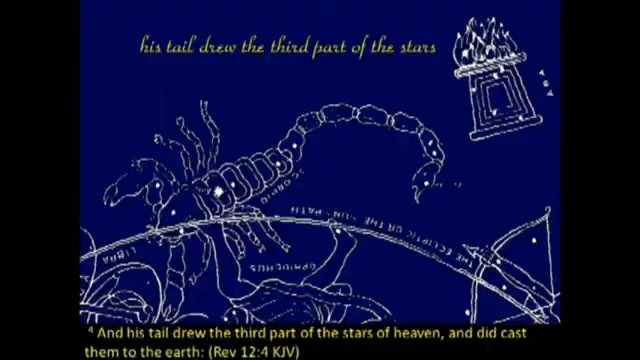 his tail drew the third part of the stars
ARA
SCORPIO
THE ECLIPTIC OR THE SUN'S PATH
LIBRA
OPHIUCHUS
4 And his tail drew the third part of the stars of heaven, and did cast
them to the earth: (Rev 12:4 KJV)